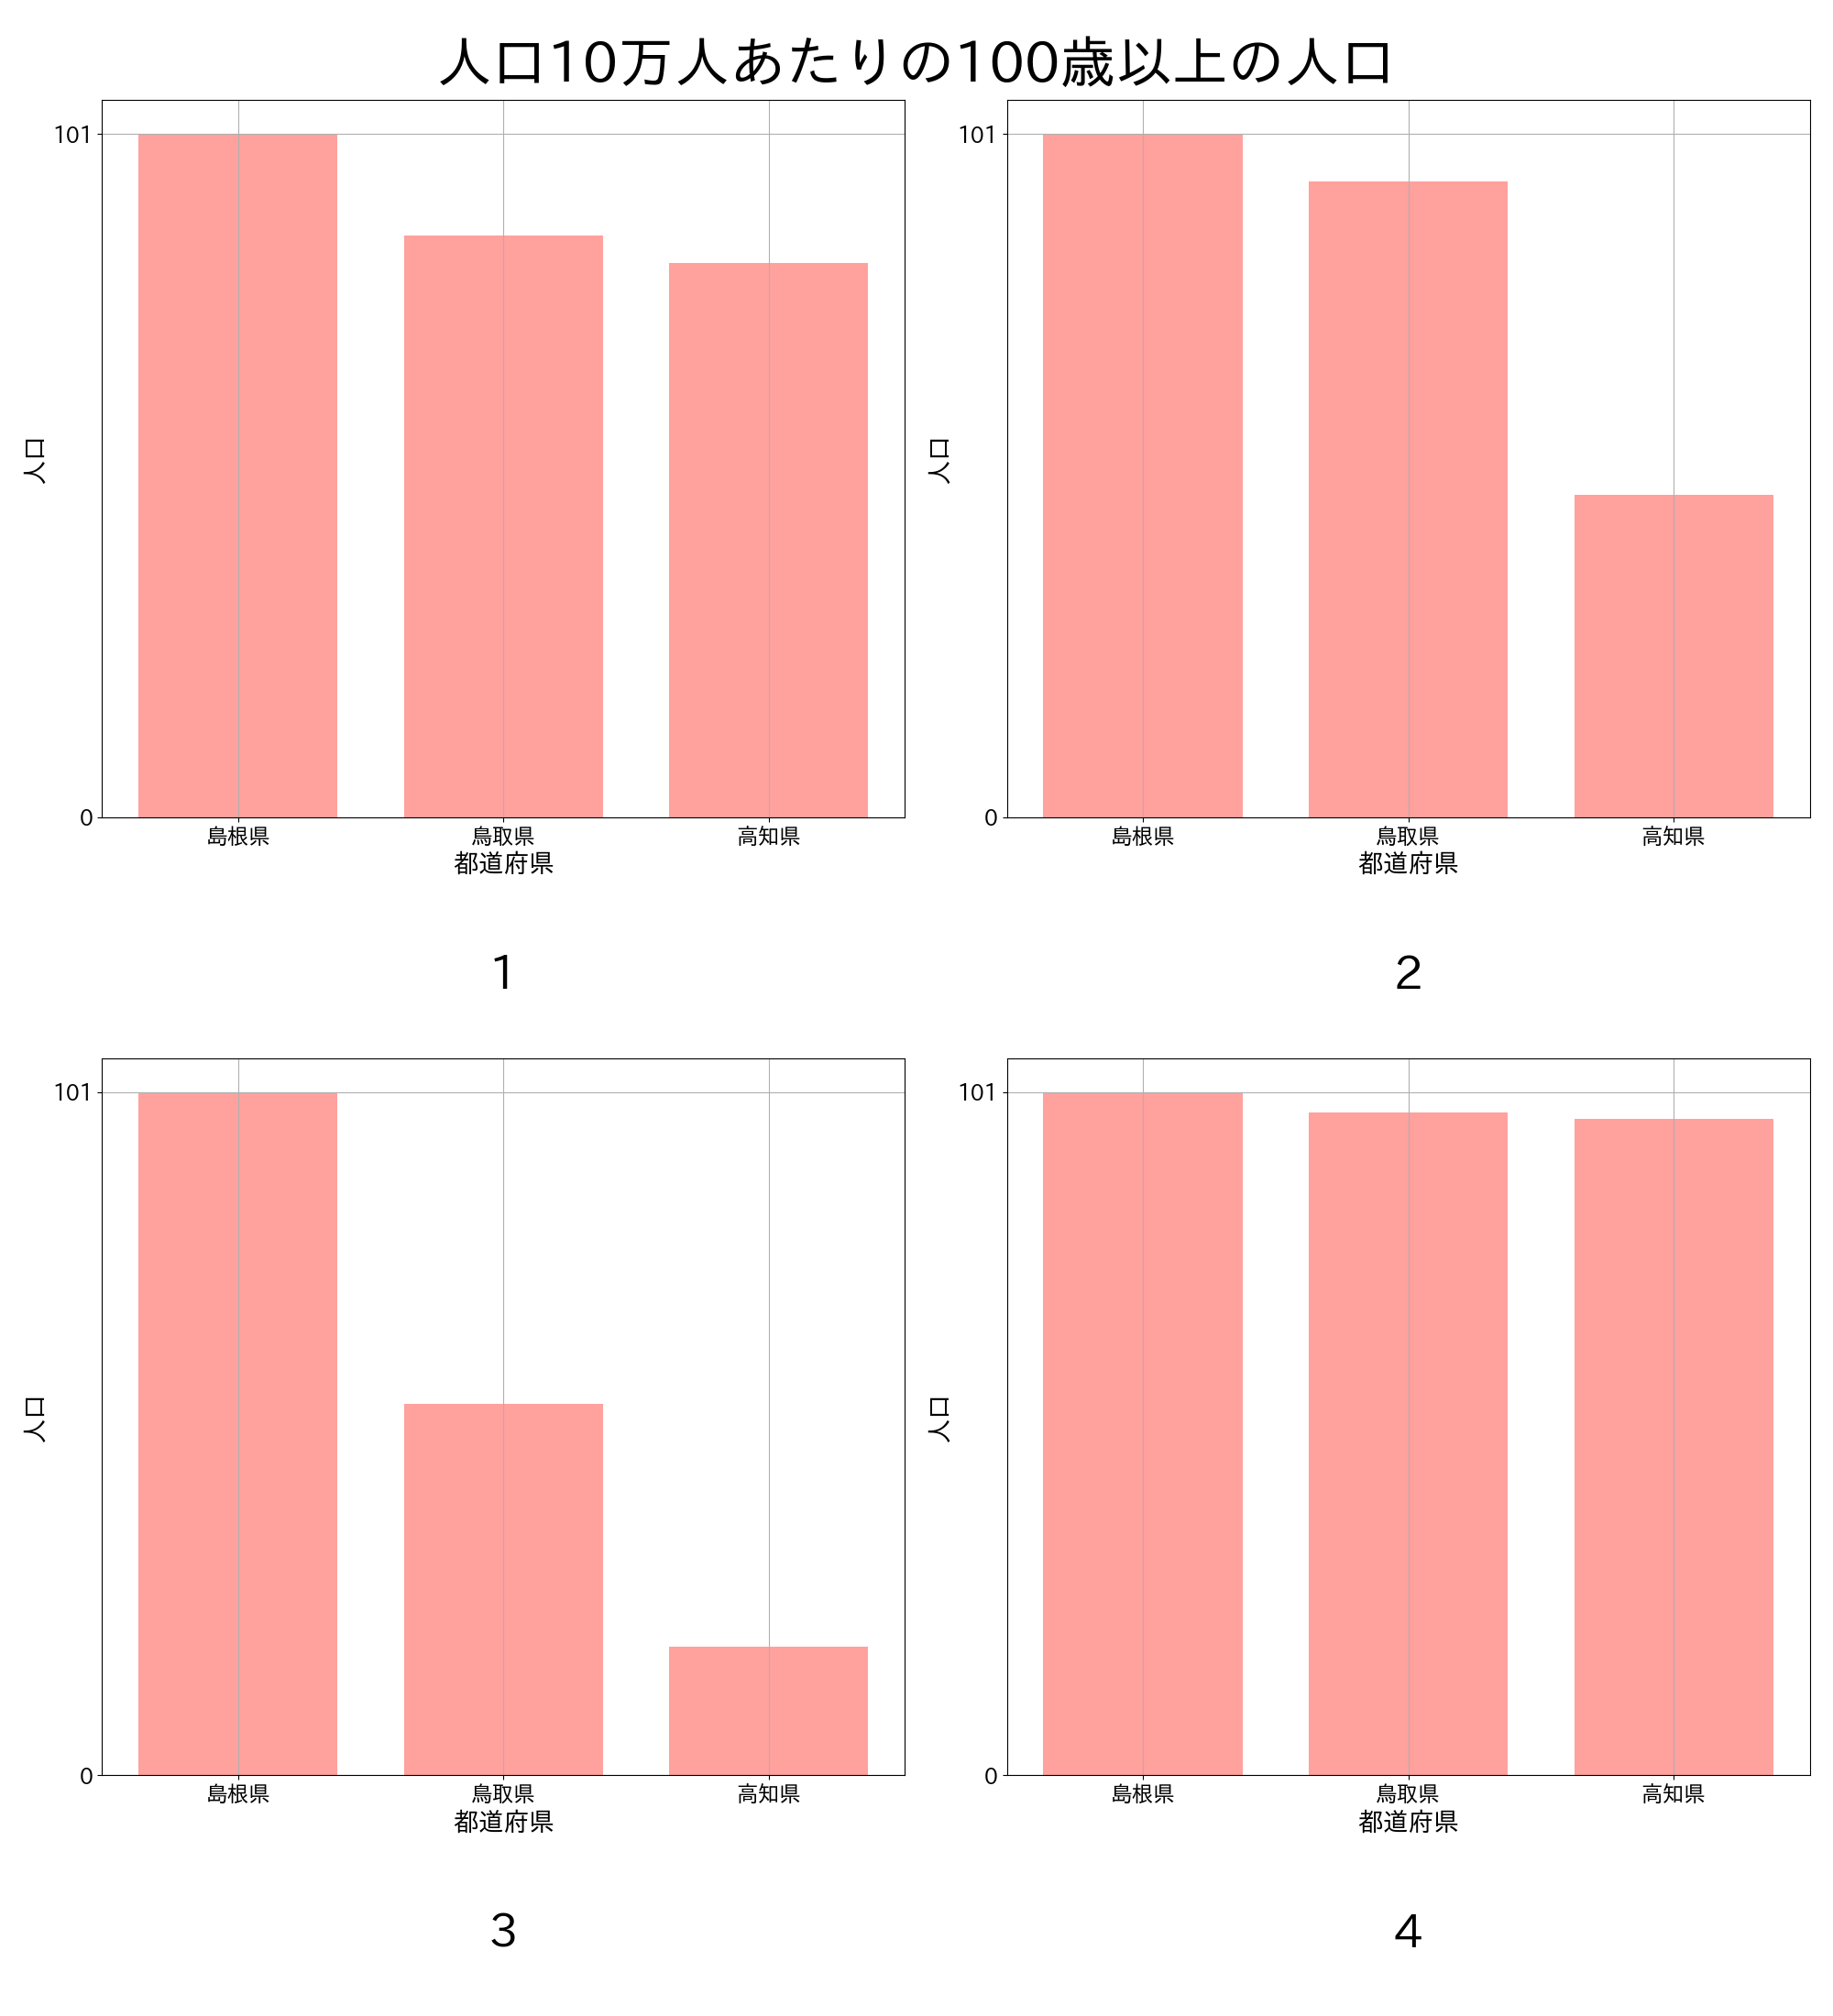 人口10万人あたりの100歳以上の人口
101
0
人口
島根県 鳥取県 高知県
都道府県
1
101
0
人口
島根県 鳥取県 高知県
都道府県
2
101
0
人口
島根県 鳥取県 高知県
都道府県
3
101
0
人口
島根県 鳥取県 高知県
都道府県
4